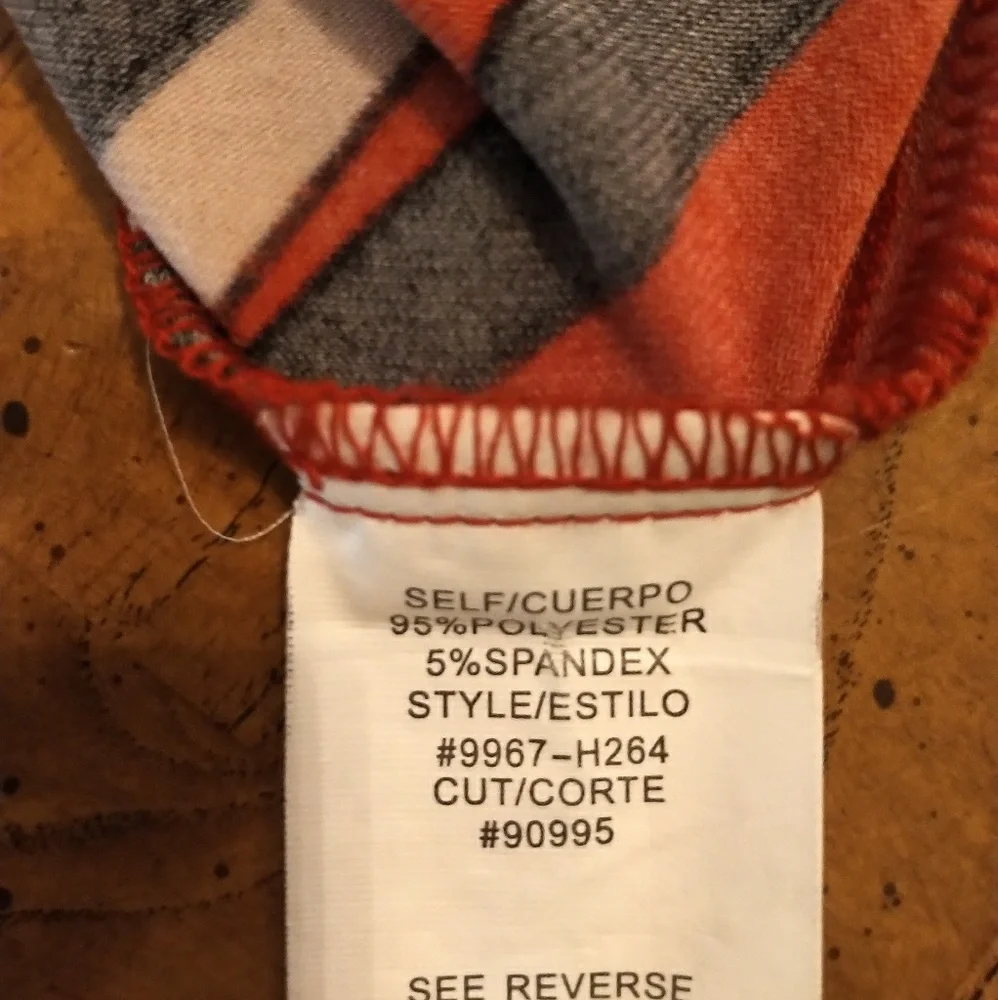 SELF/CUERPO
95%POLYESTER
5%SPANDEX
STYLE/ESTILO
#9967-H264
CUT/CORTE
#90995
SEE REVERSE